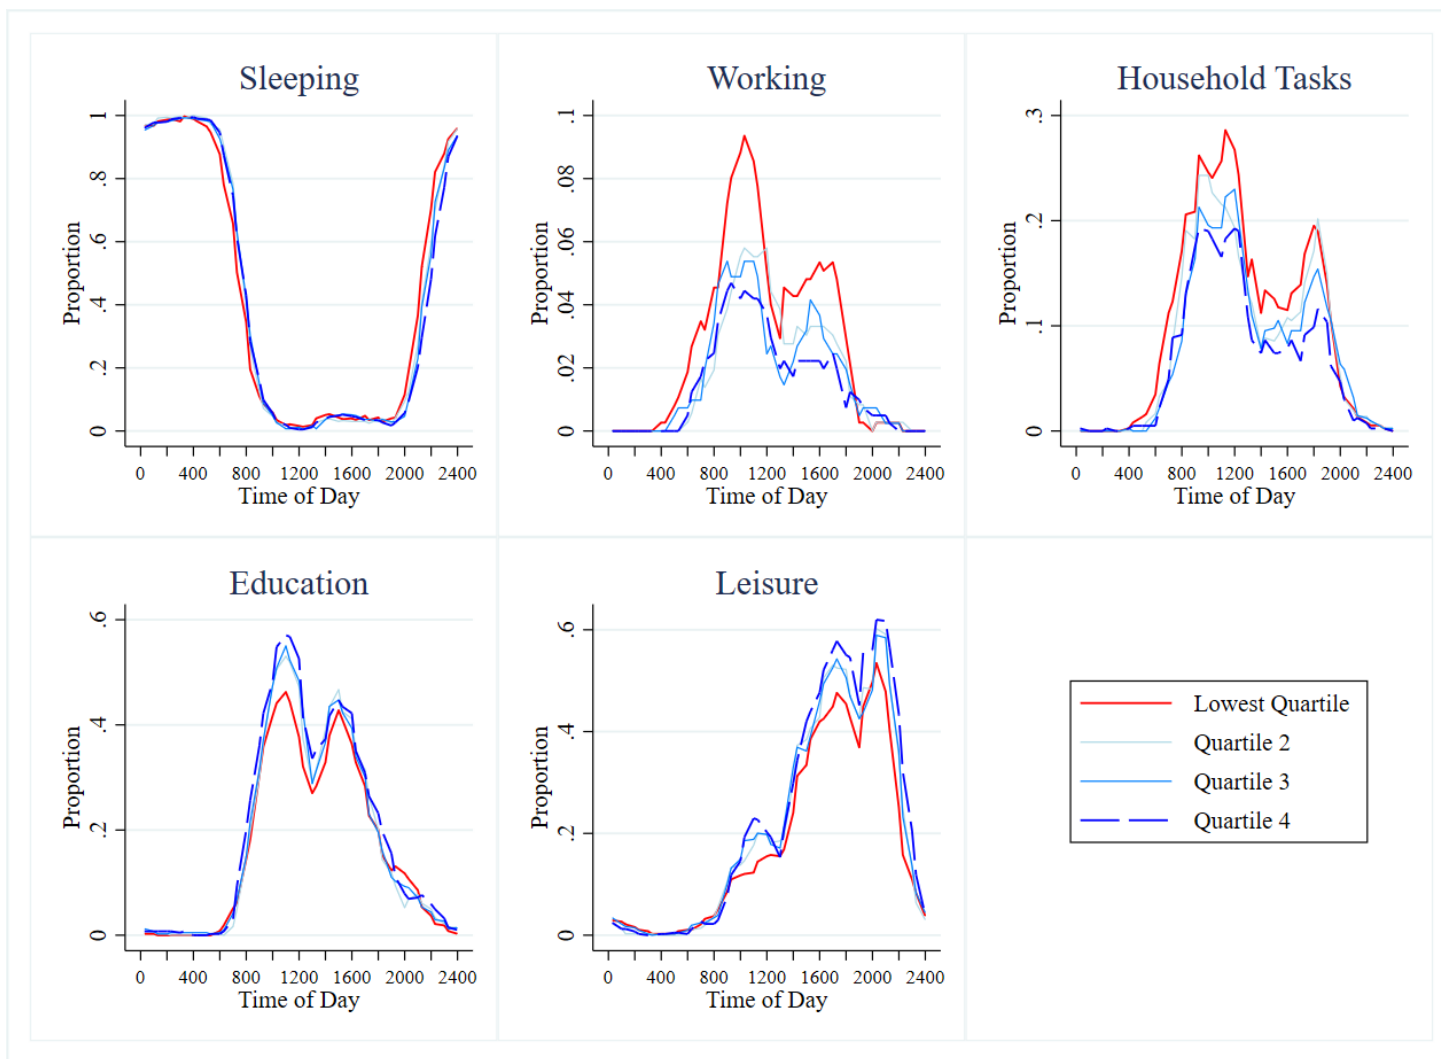 Sleeping
Proportion
1
.8
.6
.4
.2
0
0 400 800 1200 1600 2000 2400
Time of Day
Working
Proportion
.1
.08
.06
.04
.02
0
0 400 800 1200 1600 2000 2400
Time of Day
Household Tasks
Proportion
.3
.2
.1
0
0 400 800 1200 1600 2000 2400
Time of Day
Education
Proportion
.6
.4
.2
0
0 400 800 1200 1600 2000 2400
Time of Day
Leisure
Proportion
.6
.4
.2
0
0 400 800 1200 1600 2000 2400
Time of Day
Lowest Quartile
Quartile 2
Quartile 3
Quartile 4